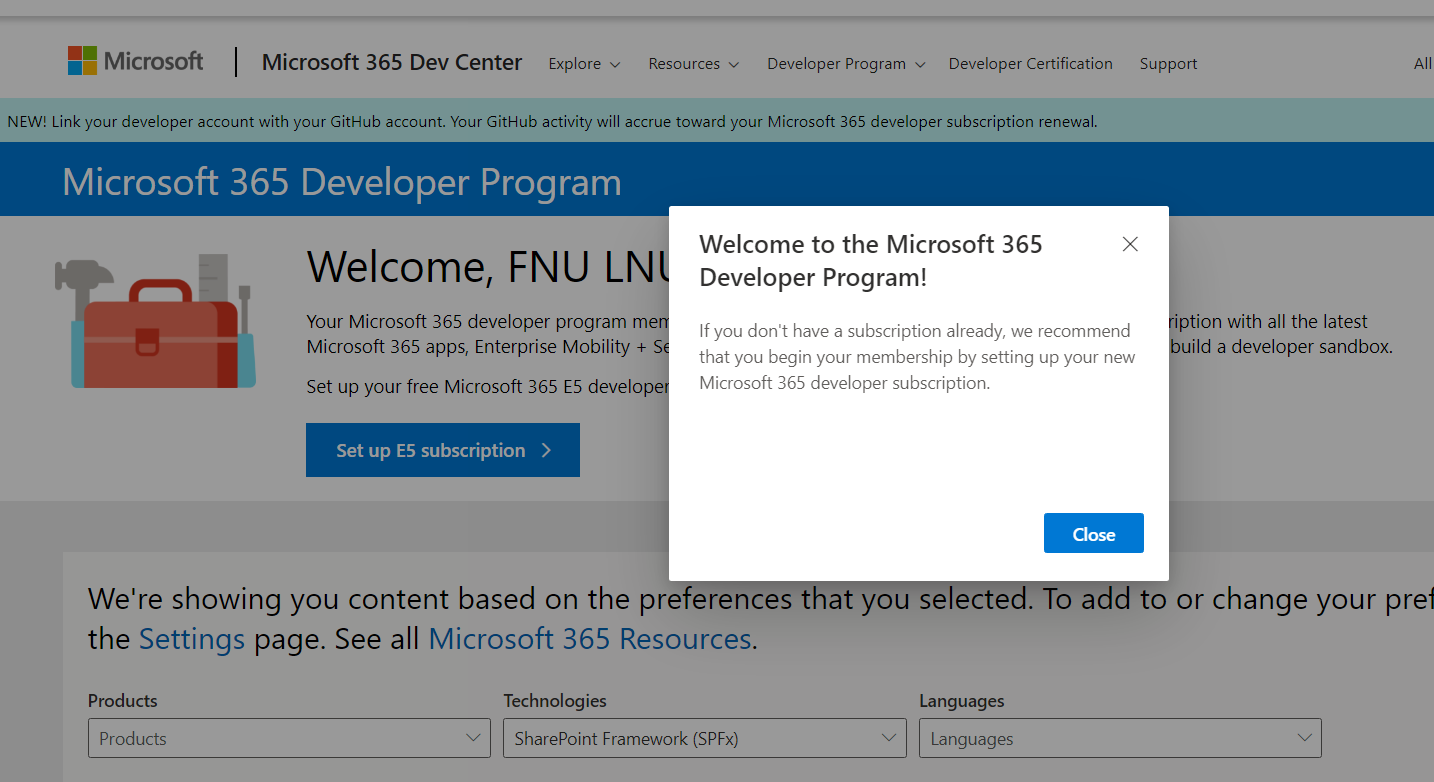 Microsoft
Microsoft 365 Dev Center
Explore
Resources
Developer Program
Developer Certification
Support
All
NEW! Link your developer account with your GitHub account. Your GitHub activity will accrue toward your Microsoft 365 developer subscription renewal.
Microsoft 365 Developer Program
Welcome, FNU LNU
Your Microsoft 365 developer program mem
ription with all the latest
Microsoft 365 apps, Enterprise Mobility + Se
build a developer sandbox.
Set up your free Microsoft 365 E5 developer
Set up E5 subscription
Welcome to the Microsoft 365
Developer Program!
If you don't have a subscription already, we recommend
that you begin your membership by setting up your new
Microsoft 365 developer subscription.
Close
We're showing you content based on the preferences that you selected. To add to or change your pref
the Settings page. See all Microsoft 365 Resources.
Products
Technologies
Languages
Products
SharePoint Framework (SPFx)
Languages